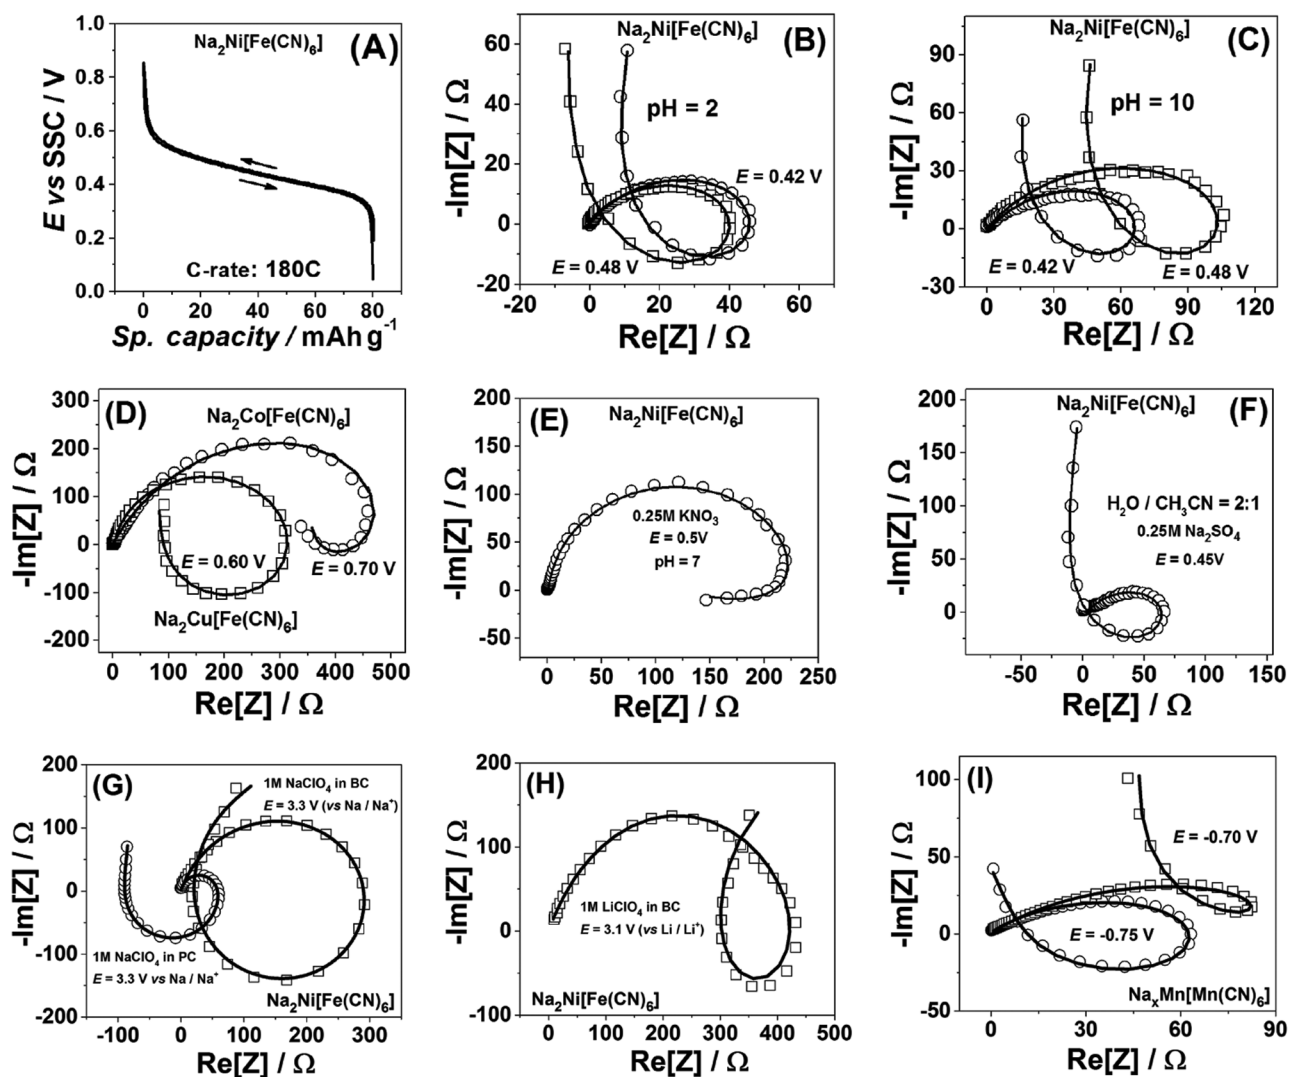 Na2Ni[Fe(CN)6]
(A)
E vs SSC / V
1.0
0.8
0.6
0.4
0.2
0.0
C-rate: 180C
0 20 40 60 80
Sp. capacity / mAh g-1
Na2Ni[Fe(CN)6]
(B)
-Im[Z] / Ω
60
40
20
0
-20
pH = 2
E = 0.42 V
E = 0.48 V
-20 0 20 40 60
Re[Z] / Ω
Na2Ni[Fe(CN)6]
(C)
-Im[Z] / Ω
90
60
30
0
-30
pH = 10
E = 0.42 V
E = 0.48 V
0 30 60 90 120
Re[Z] / Ω
(D)
Na2Co[Fe(CN)6]
-Im[Z] / Ω
300
200
100
0
-100
-200
E = 0.60 V
E = 0.70 V
Na2Cu[Fe(CN)6]
0 100 200 300 400 500
Re[Z] / Ω
(E)
Na2Ni[Fe(CN)6]
-Im[Z] / Ω
200
150
100
50
0
-50
0.25M KNO3
E = 0.5V
pH = 7
0 50 100 150 200 250
Re[Z] / Ω
Na2Ni[Fe(CN)6]
(F)
-Im[Z] / Ω
200
150
100
50
0
H2O / CH3CN = 2:1
0.25M Na2SO4
E = 0.45V
-50 0 50 100 150
Re[Z] / Ω
(G)
-Im[Z] / Ω
200
100
0
-100
-200
1M NaClO4 in BC
E = 3.3 V (vs Na / Na+)
1M NaClO4 in PC
E = 3.3 V vs Na / Na+
Na2Ni[Fe(CN)6]
-100 0 100 200 300
Re[Z] / Ω
(H)
-Im[Z] / Ω
200
100
0
-100
1M LiClO4 in BC
E = 3.1 V (vs Li / Li+)
Na2Ni[Fe(CN)6]
0 100 200 300 400 500
Re[Z] / Ω
(I)
-Im[Z] / Ω
100
50
0
-50
E = -0.70 V
E = -0.75 V
NaxMn[Mn(CN)6]
0 30 60 90
Re[Z] / Ω